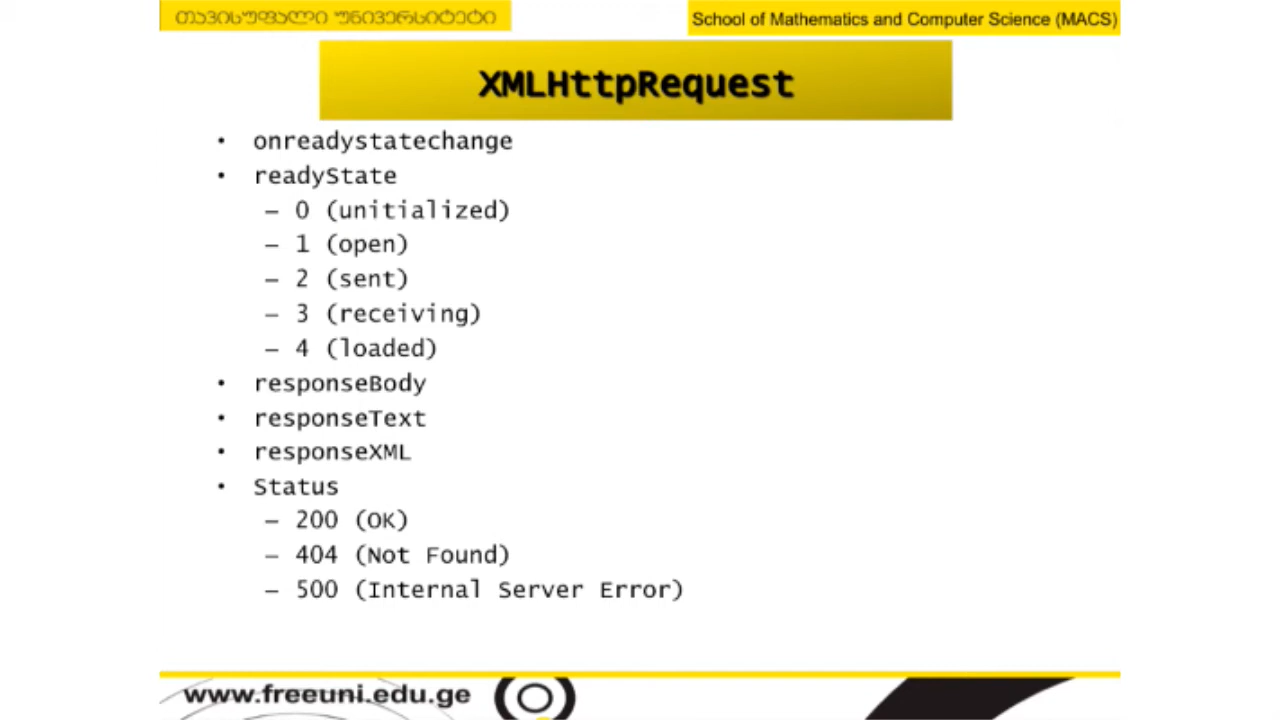 თავისუფალი უნივერსიტეტი
School of Mathematics and Computer Science (MACS)
XMLHttpRequest
• onreadystatechange
• readyState
– 0 (unitialized)
– 1 (open)
– 2 (sent)
– 3 (receiving)
– 4 (loaded)
• responseBody
• responseText
• responseXML
• Status
– 200 (OK)
– 404 (Not Found)
– 500 (Internal Server Error)
www.freeuni.edu.ge